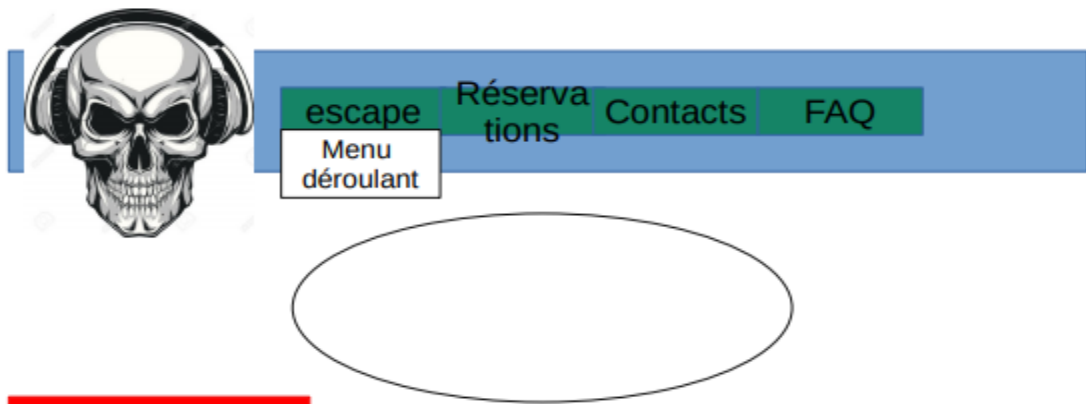 escape
Réserva
tions
Contacts
FAQ
Menu
déroulant